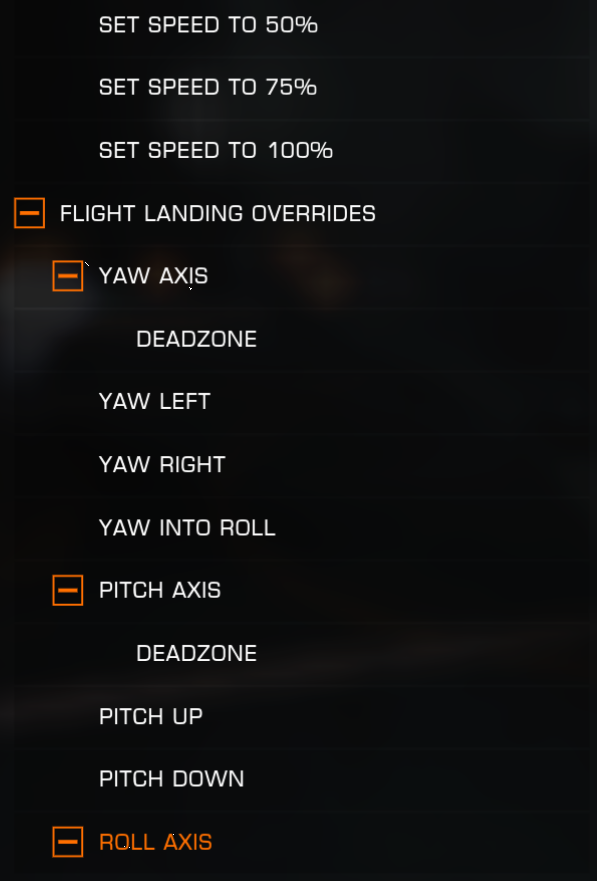 SET SPEED TO 50%
SET SPEED TO 75%
SET SPEED TO 100%
FLIGHT LANDING OVERRIDES
YAW AXIS
DEADZONE
YAW LEFT
YAW RIGHT
YAW INTO ROLL
PITCH AXIS
DEADZONE
PITCH UP
PITCH DOWN
ROLL AXIS